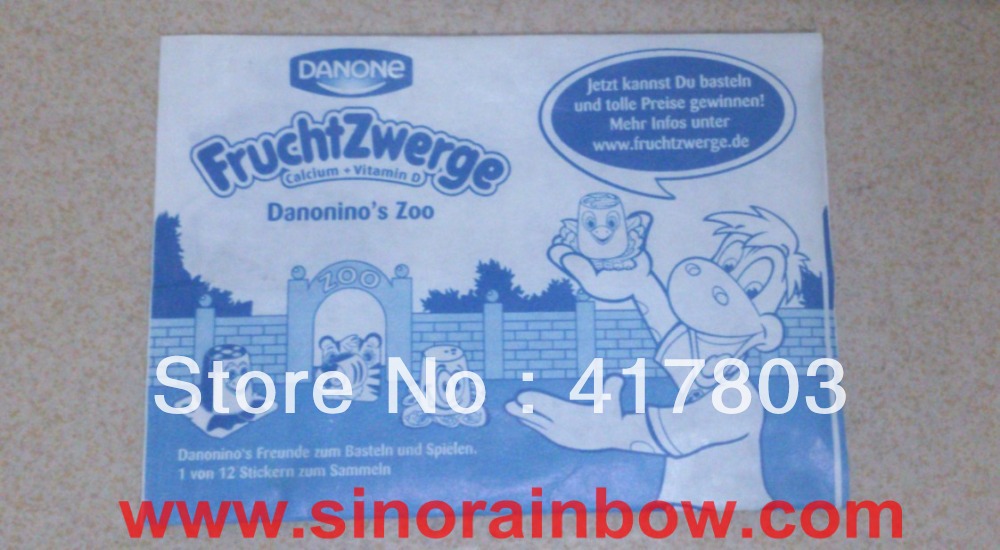 DANONE
Jetzt kannst Du basteln
und tolle Preise gewinnen!
Mehr Infos unter
www.fruchtzwerge.de
FruchtZwerge
Calcium + Vitamin D
Danonino's Zoo
ZOO
Store No : 417803
Danonino's Freunde zum Basteln und Spielen.
1 von 12 Stickern zum Sammeln
www.sinorainbow.com